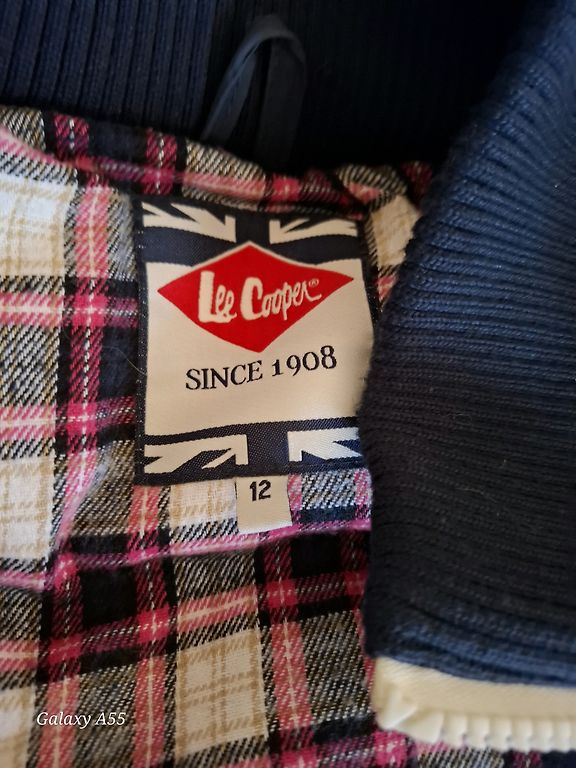 Lee Cooper®
SINCE 1908
12
Galaxy A55